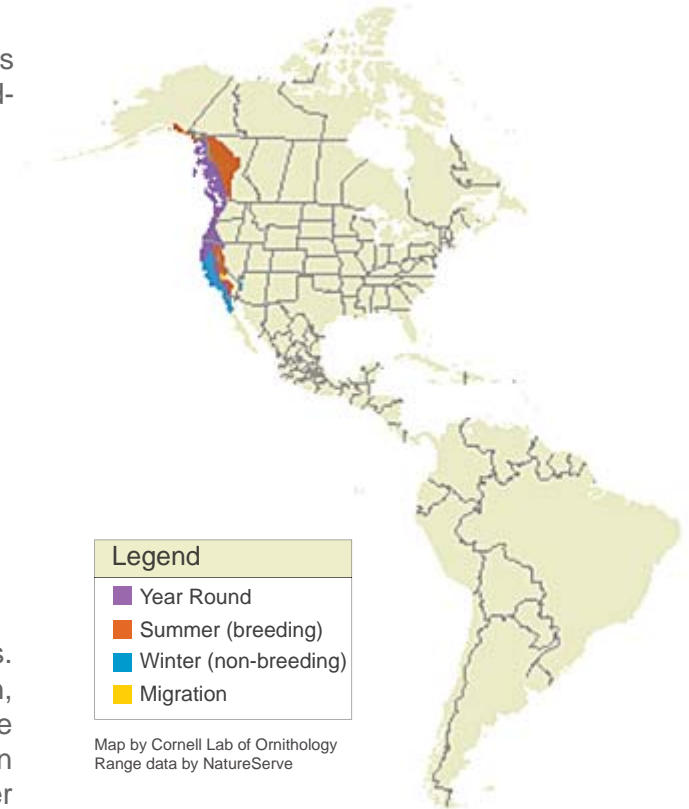 s
d-
Legend
Year Round
Summer (breeding)
Winter (non-breeding)
Migration
s.
n,
e
n
er
Map by Cornell Lab of Ornithology
Range data by NatureServe